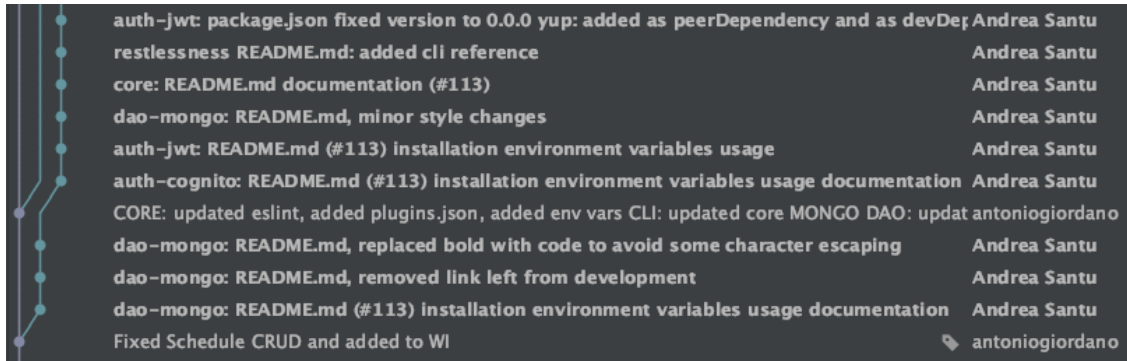 auth-jwt: package.json fixed version to 0.0.0 yup: added as peerDependency and as devDep Andrea Santu
restlessness README.md: added cli reference Andrea Santu
core: README.md documentation (#113) Andrea Santu
dao-mongo: README.md, minor style changes Andrea Santu
auth-jwt: README.md (#113) installation environment variables usage Andrea Santu
auth-cognito: README.md (#113) installation environment variables usage documentation Andrea Santu
CORE: updated eslint, added plugins.json, added env vars CLI: updated core MONGO DAO: updat antoniogiordano
dao-mongo: README.md, replaced bold with code to avoid some character escaping Andrea Santu
dao-mongo: README.md, removed link left from development Andrea Santu
dao-mongo: README.md (#113) installation environment variables usage documentation Andrea Santu
Fixed Schedule CRUD and added to WI antoniogiordano